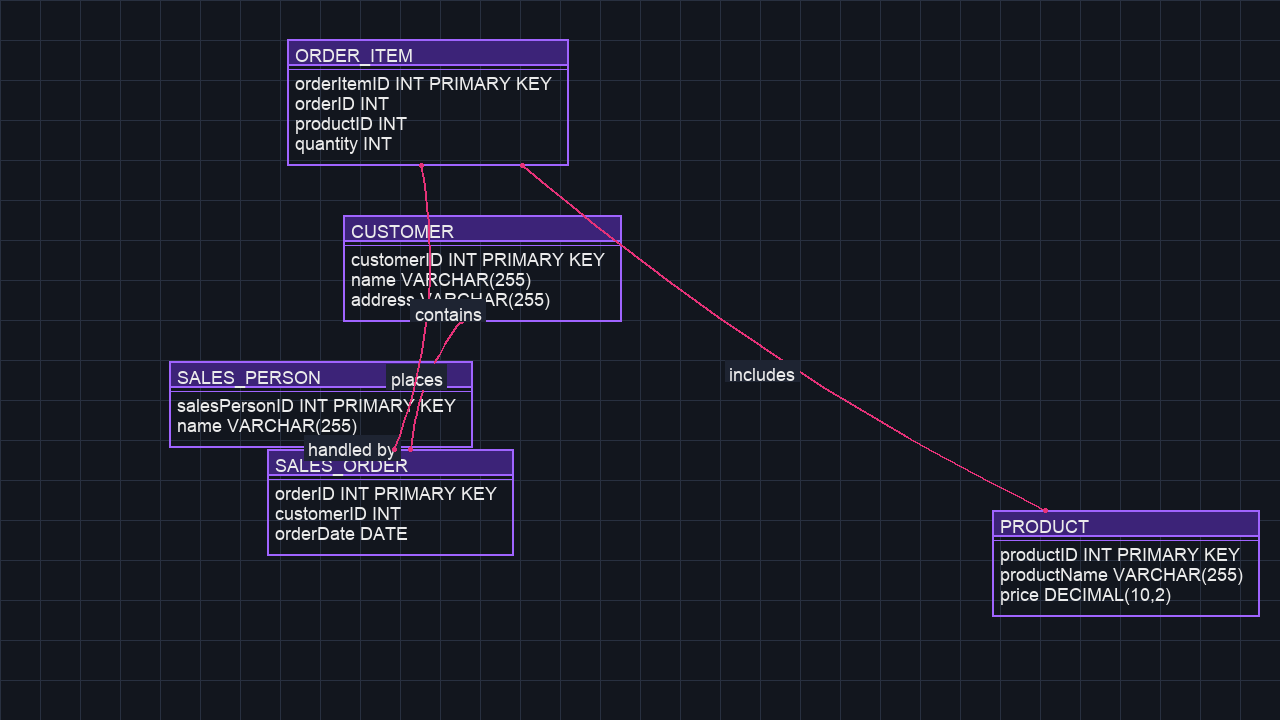 ORDER_ITEM
orderItemID INT PRIMARY KEY
orderID INT
productID INT
quantity INT
CUSTOMER
customerID INT PRIMARY KEY
name VARCHAR(255)
address VARCHAR(255)
contains
includes
SALES_PERSON
places
salesPersonID INT PRIMARY KEY
name VARCHAR(255)
handled by
SALES_ORDER
orderID INT PRIMARY KEY
customerID INT
orderDate DATE
PRODUCT
productID INT PRIMARY KEY
productName VARCHAR(255)
price DECIMAL(10,2)